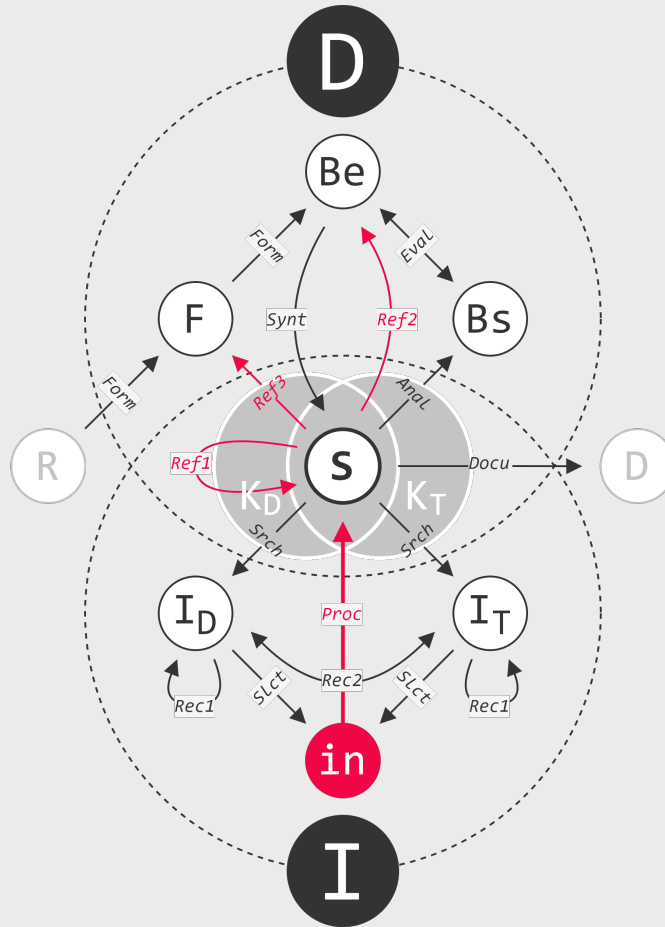 D
Be
Form
Eval
F
Synt
Ref2
Bs
Form
Ref3
Anal
R
Ref1
S
Docu
D
KD
KT
Srch
Srch
ID
Proc
IT
Rec1
Slct
Rec2
Slct
Rec1
in
I